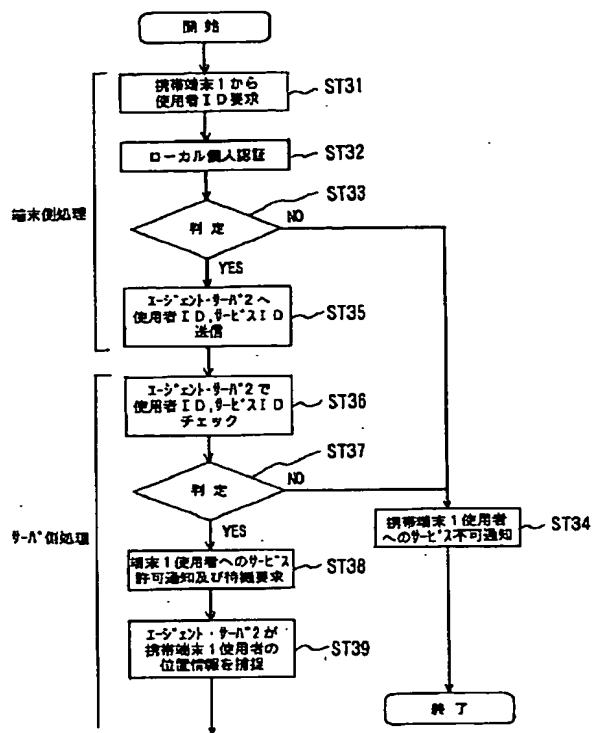 開始
携帯端末1から
使用者ID要求
ST31
ローカル個人認証
ST32
ST33
判定
NO
YES
端末側処理
エージェント・サーバ2へ
使用者ID,サービスID
送信
ST35
エージェント・サーバ2で
使用者ID,サービスID
チェック
ST36
ST37
判定
NO
YES
サーバ側処理
携帯端末1使用者
へのサービス不可通知
ST34
端末1使用者へのサービス
許可通知及び待機要求
ST38
エージェント・サーバ2が
携帯端末1使用者の
位置情報を捕捉
ST39
終了